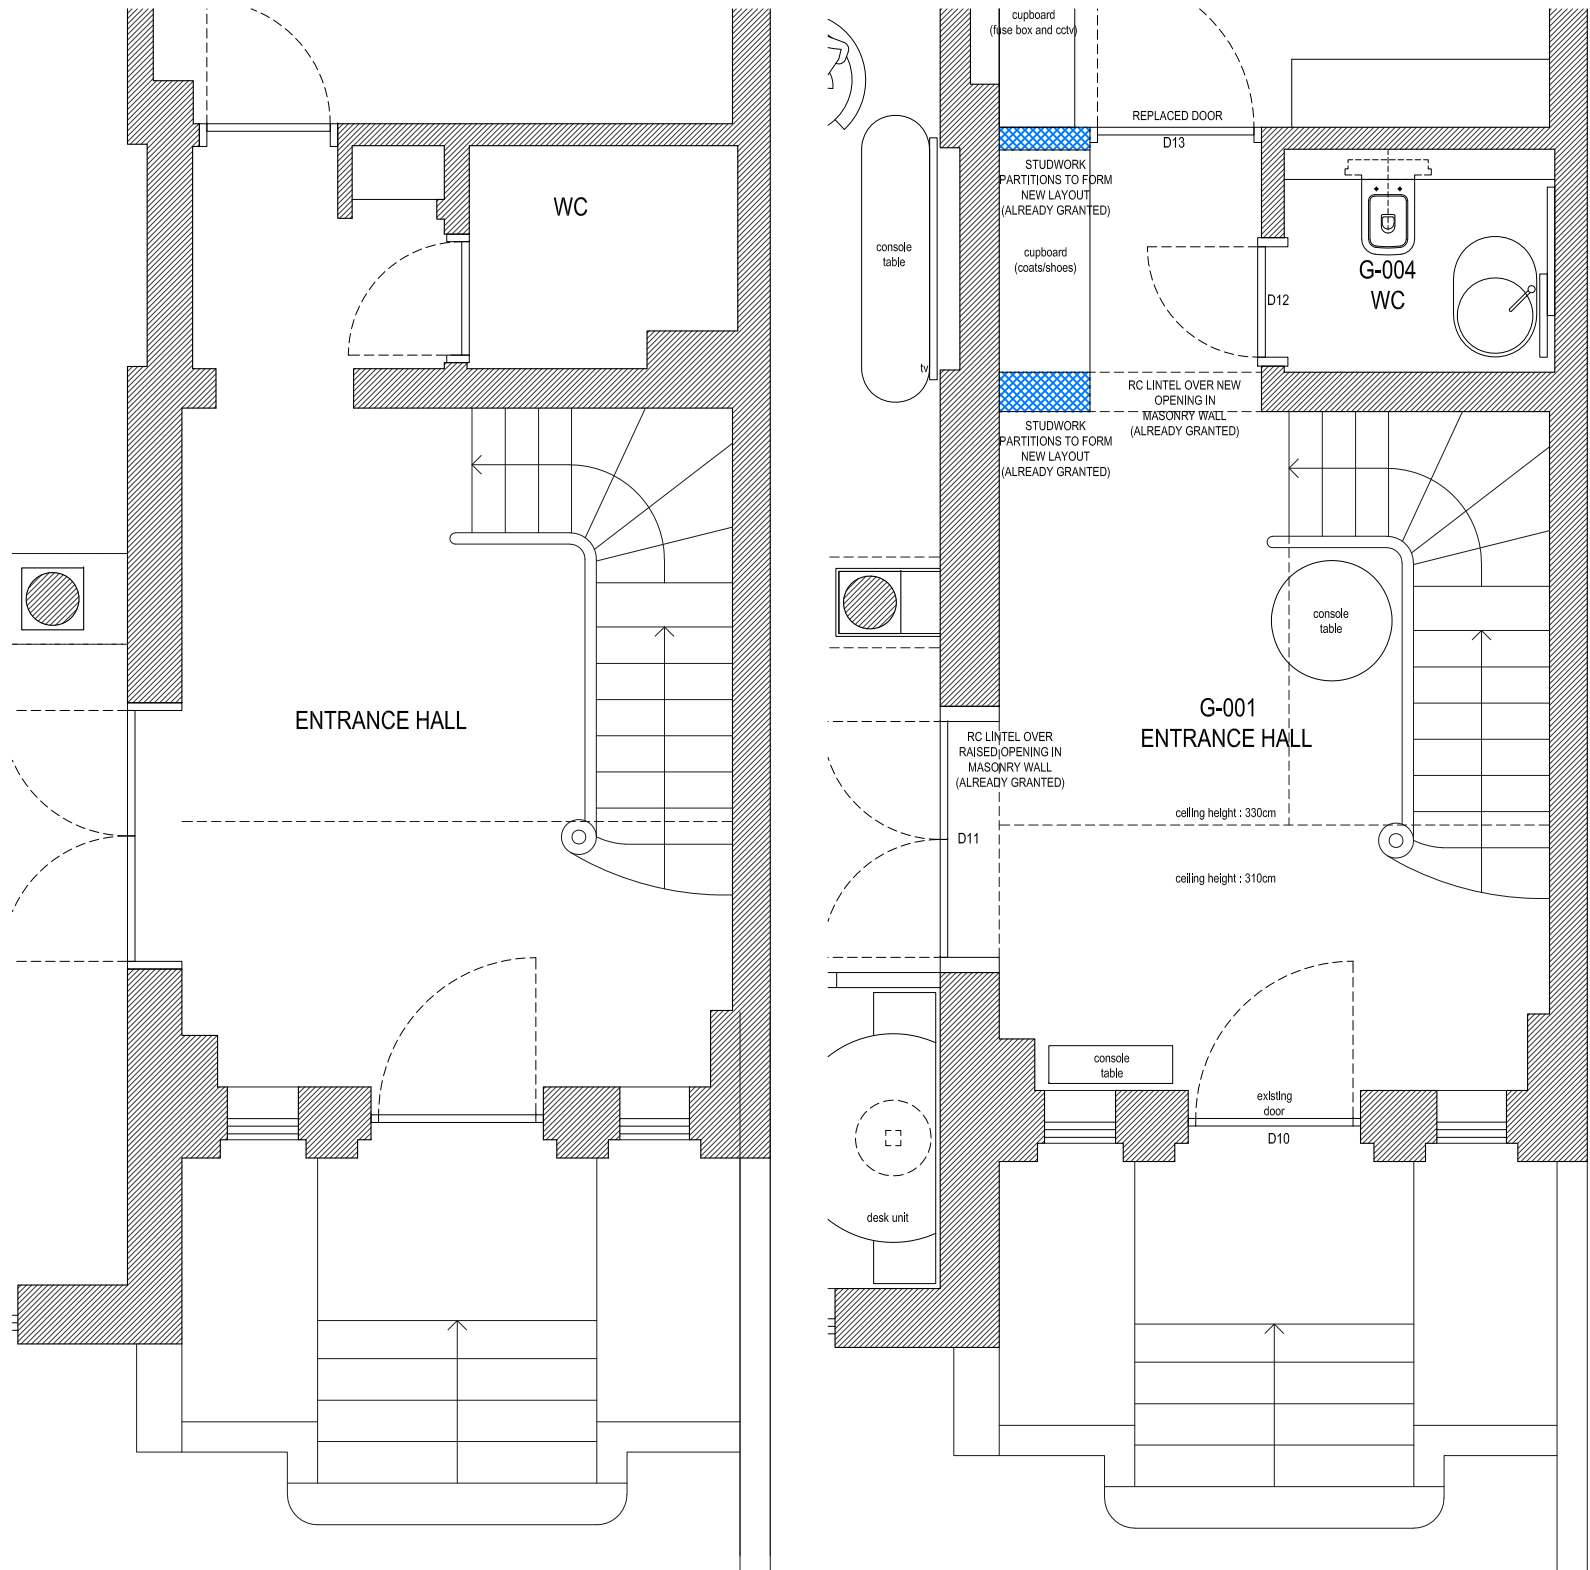 WC
ENTRANCE HALL
cupboard
(fuse box and cctv)
REPLACED DOOR
D13
STUDWORK
PARTITIONS TO FORM
NEW LAYOUT
(ALREADY GRANTED)
console
table
cupboard
(coats/shoes)
G-004
WC
D12
tv
RC LINTEL OVER NEW
OPENING IN
MASONRY WALL
(ALREADY GRANTED)
STUDWORK
PARTITIONS TO FORM
NEW LAYOUT
(ALREADY GRANTED)
console
table
G-001
ENTRANCE HALL
RC LINTEL OVER
RAISED OPENING IN
MASONRY WALL
(ALREADY GRANTED)
ceiling height : 330cm
D11
ceiling height : 310cm
console
table
existing
door
D10
desk unit